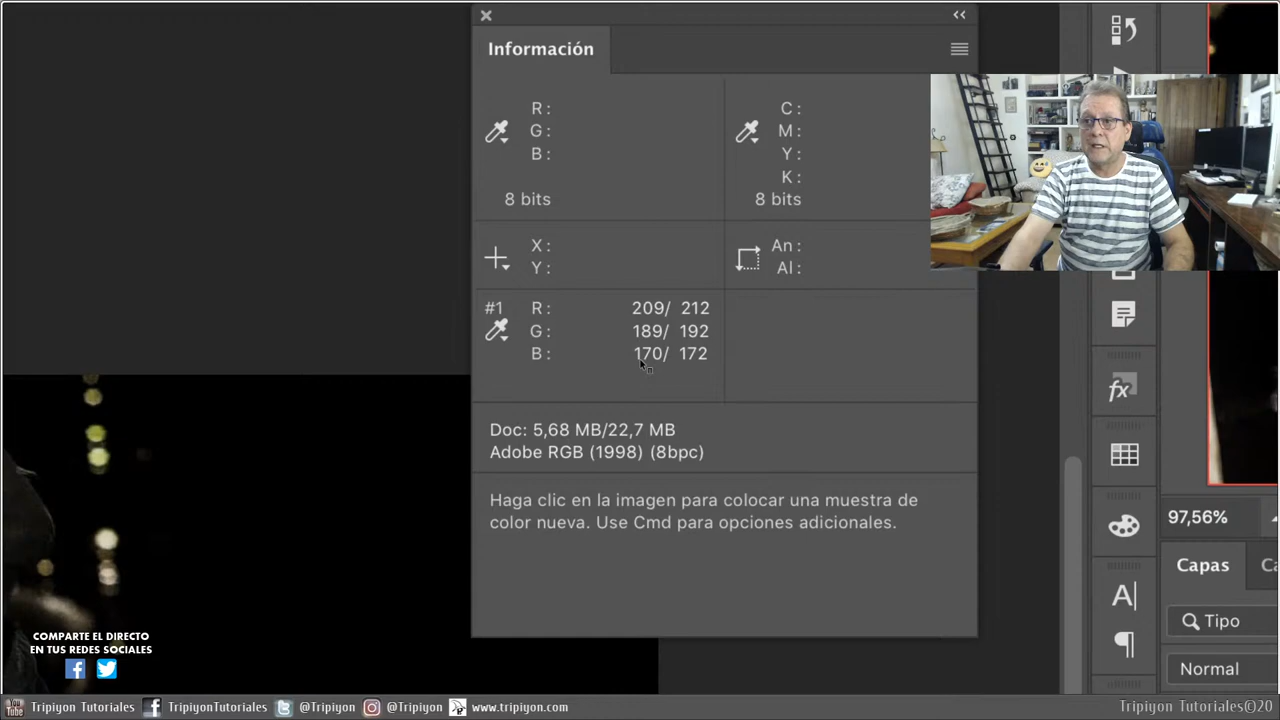 Información
R:
G:
B:
8 bits
C:
M:
Y:
K:
8 bits
X:
Y:
An:
Al:
#1 R: 209/ 212
G: 189/ 192
B: 170/ 172
Doc: 5,68 MB/22,7 MB
Adobe RGB (1998) (8bpc)
Haga clic en la imagen para colocar una muestra de
color nueva. Use Cmd para opciones adicionales.
fx
A
97,56%
Capas Ca
Tipo
Normal
COMPARTE EL DIRECTO
EN TUS REDES SOCIALES
You Tube Tripiyon Tutoriales TripiyonTutoriales @Tripiyon @Tripiyon www.tripiyon.com Tripiyon Tutoriales©20